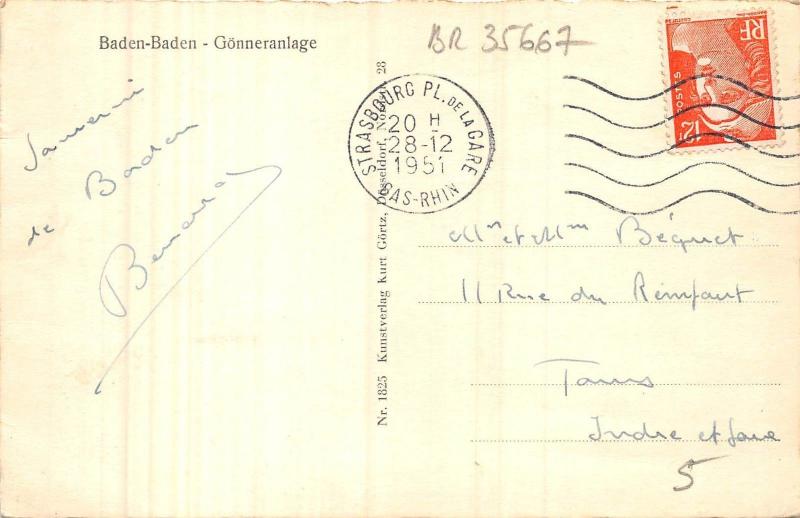 Baden-Baden - Gönneranlage
BR 35667
Souvenir
de Baden
STRASBOURG PL. DE LA GARE
20 H
28-12
1951
BAS-RHIN
RF
POSTES
12F
Nr. 1825 Kunstverlag Kurt Görtz, Düsseldorf, 28
Mr et Mme Béquet
11 Rue du Rempart
Tours
Indre et Loire
5